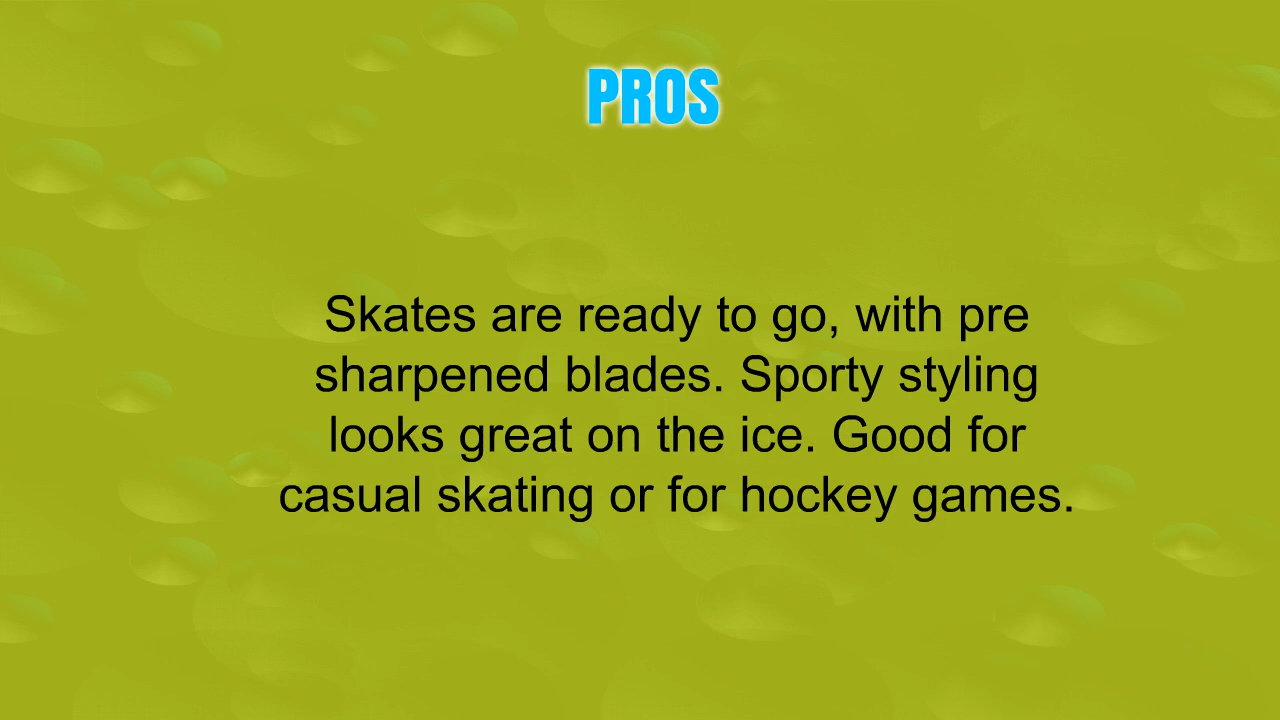 PROS
Skates are ready to go, with pre
sharpened blades. Sporty styling
looks great on the ice. Good for
casual skating or for hockey games.